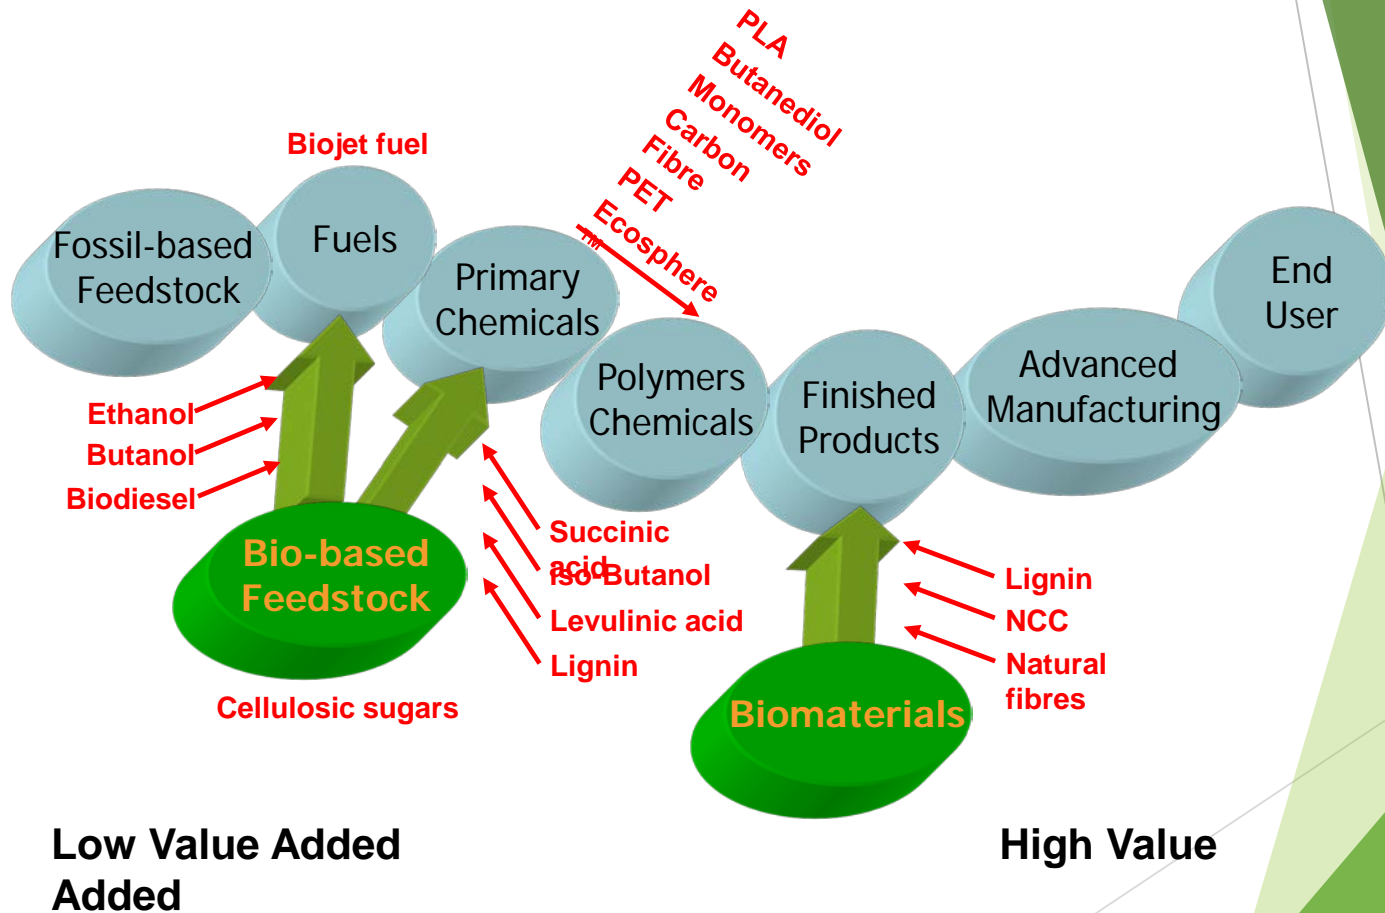 PLA
Butanediol
Monomers
Carbon
Fibre
PET
Ecosphere
™
Biojet fuel
Fossil-based
Feedstock
Fuels
Primary
Chemicals
Polymers
Chemicals
Finished
Products
Advanced
Manufacturing
End
User
Ethanol
Butanol
Biodiesel
Bio-based
Feedstock
Cellulosic sugars
Succinic
acid
Iso-Butanol
Levulinic acid
Lignin
Lignin
NCC
Natural
fibres
Biomaterials
Low Value Added
High Value
Added